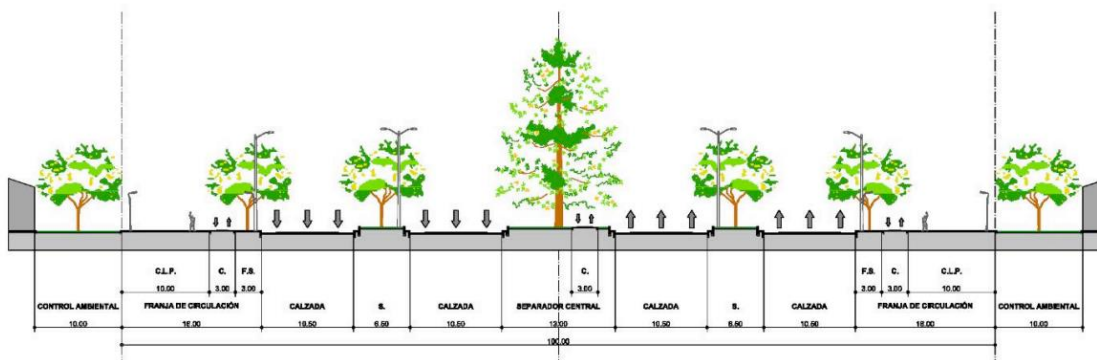 C.L.P. C. F.S. C. F.S. C. C.L.P.
10.00 3.00 3.00 3.00 3.00 3.00 10.00
CONTROL AMBIENTAL FRANJA DE CIRCULACIÓN CALZADA S. CALZADA SEPARADOR CENTRAL CALZADA S. CALZADA FRANJA DE CIRCULACIÓN CONTROL AMBIENTAL
10.00 16.00 10.50 6.50 10.50 13.00 10.50 6.50 10.50 16.00 10.00
100.00